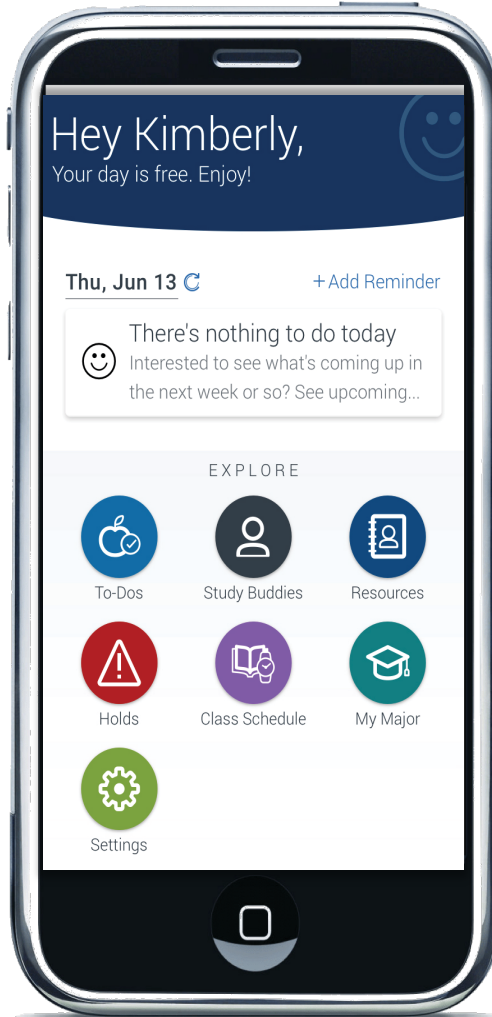 Hey Kimberly,
Your day is free. Enjoy!
Thu, Jun 13
+ Add Reminder
There's nothing to do today
Interested to see what's coming up in
the next week or so? See upcoming...
EXPLORE
To-Dos
Study Buddies
Resources
Holds
Class Schedule
My Major
Settings